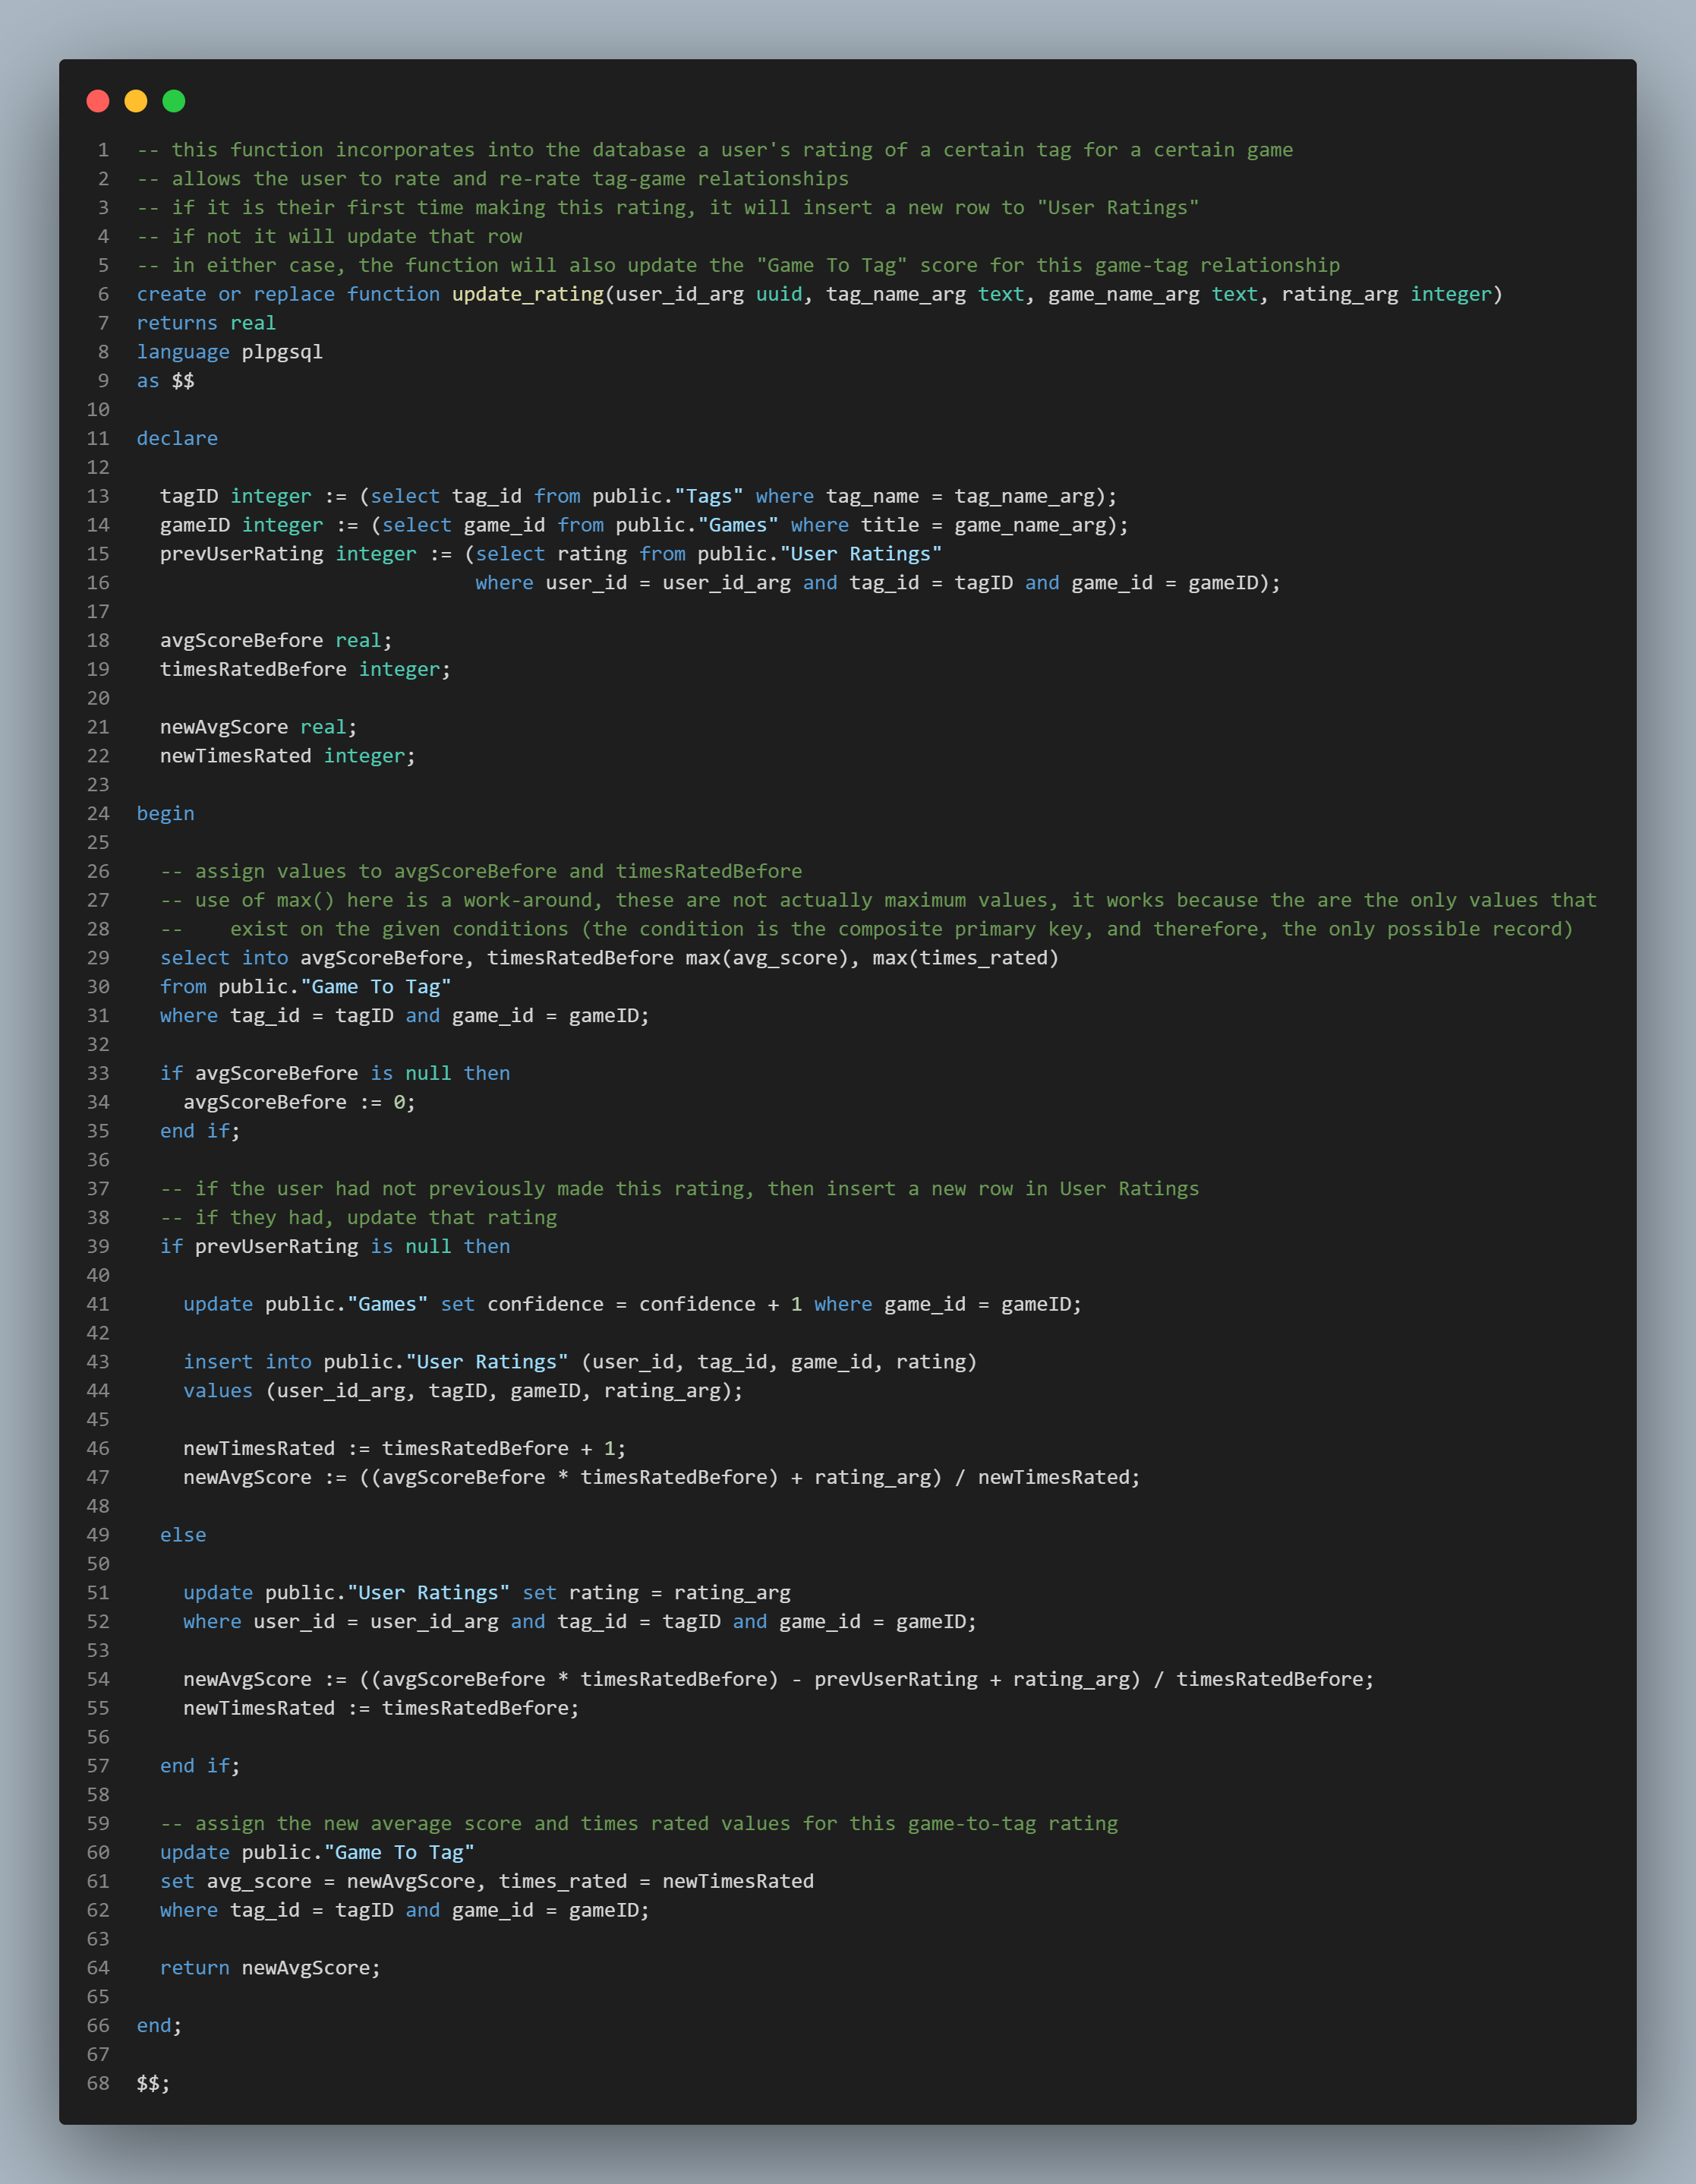 1 -- this function incorporates into the database a user's rating of a certain tag for a certain game
2 -- allows the user to rate and re-rate tag-game relationships
3 -- if it is their first time making this rating, it will insert a new row to "User Ratings"
4 -- if not it will update that row
5 -- in either case, the function will also update the "Game To Tag" score for this game-tag relationship
6 create or replace function update_rating(user_id_arg uuid, tag_name_arg text, game_name_arg text, rating_arg integer)
7 returns real
8 language plpgsql
9 as $$
10
11 declare
12
13   tagID integer := (select tag_id from public."Tags" where tag_name = tag_name_arg);
14   gameID integer := (select game_id from public."Games" where title = game_name_arg);
15   prevUserRating integer := (select rating from public."User Ratings"
16                              where user_id = user_id_arg and tag_id = tagID and game_id = gameID);
17
18   avgScoreBefore real;
19   timesRatedBefore integer;
20
21   newAvgScore real;
22   newTimesRated integer;
23
24 begin
25
26   -- assign values to avgScoreBefore and timesRatedBefore
27   -- use of max() here is a work-around, these are not actually maximum values, it works because the are the only values that
28   --    exist on the given conditions (the condition is the composite primary key, and therefore, the only possible record)
29   select into avgScoreBefore, timesRatedBefore max(avg_score), max(times_rated)
30   from public."Game To Tag"
31   where tag_id = tagID and game_id = gameID;
32
33   if avgScoreBefore is null then
34     avgScoreBefore := 0;
35   end if;
36
37   -- if the user had not previously made this rating, then insert a new row in User Ratings
38   -- if they had, update that rating
39   if prevUserRating is null then
40
41     update public."Games" set confidence = confidence + 1 where game_id = gameID;
42
43     insert into public."User Ratings" (user_id, tag_id, game_id, rating)
44     values (user_id_arg, tagID, gameID, rating_arg);
45
46     newTimesRated := timesRatedBefore + 1;
47     newAvgScore := ((avgScoreBefore * timesRatedBefore) + rating_arg) / newTimesRated;
48
49   else
50
51     update public."User Ratings" set rating = rating_arg
52     where user_id = user_id_arg and tag_id = tagID and game_id = gameID;
53
54     newAvgScore := ((avgScoreBefore * timesRatedBefore) - prevUserRating + rating_arg) / timesRatedBefore;
55     newTimesRated := timesRatedBefore;
56
57   end if;
58
59   -- assign the new average score and times rated values for this game-to-tag rating
60   update public."Game To Tag"
61   set avg_score = newAvgScore, times_rated = newTimesRated
62   where tag_id = tagID and game_id = gameID;
63
64   return newAvgScore;
65
66 end;
67
68 $$;